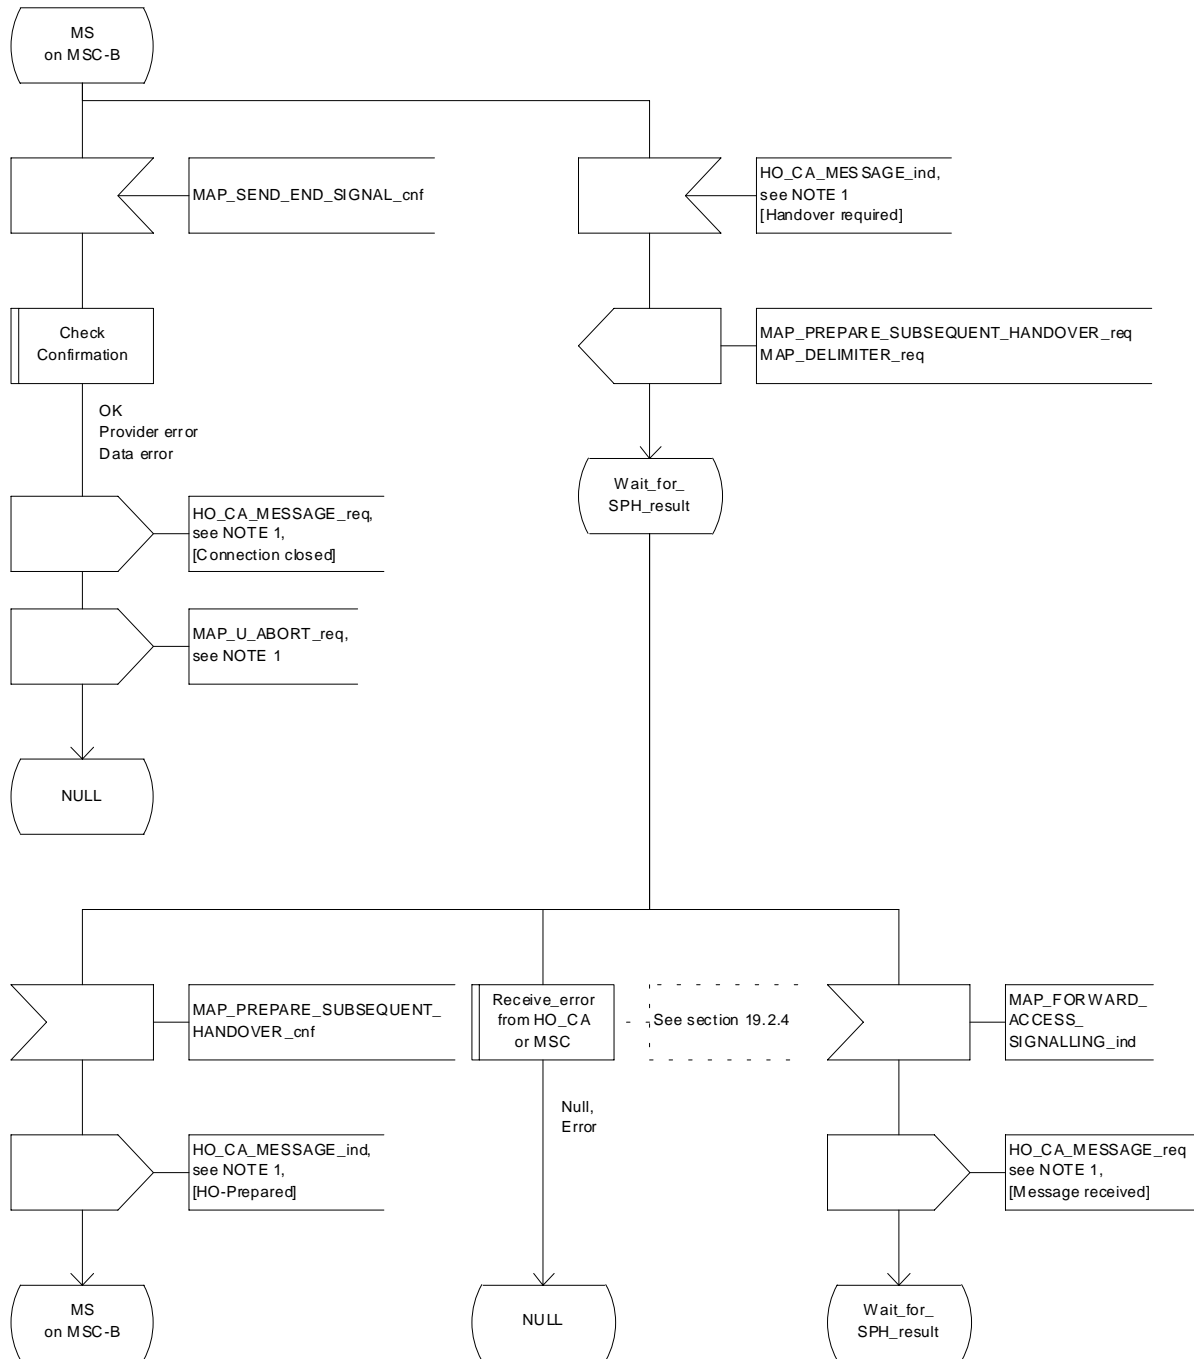 MS
on MSC-B
MAP_SEND_END_SIGNAL_cnf
HO_CA_MESSAGE_ind,
see NOTE 1
[Handover required]
Check
Confirmation
MAP_PREPARE_SUBSEQUENT_HANDOVER_req
MAP_DELIMITER_req
OK
Provider error
Data error
Wait_for_
SPH_result
HO_CA_MESSAGE_req,
see NOTE 1,
[Connection closed]
MAP_U_ABORT_req,
see NOTE 1
NULL
MAP_PREPARE_SUBSEQUENT_
HANDOVER_cnf
Receive_error
from HO_CA
or MSC
See section 19.2.4
MAP_FORWARD_
ACCESS_
SIGNALLING_ind
Null,
Error
HO_CA_MESSAGE_ind,
see NOTE 1,
[HO-Prepared]
HO_CA_MESSAGE_req
see NOTE 1,
[Message received]
MS
on MSC-B
NULL
Wait_for_
SPH_result